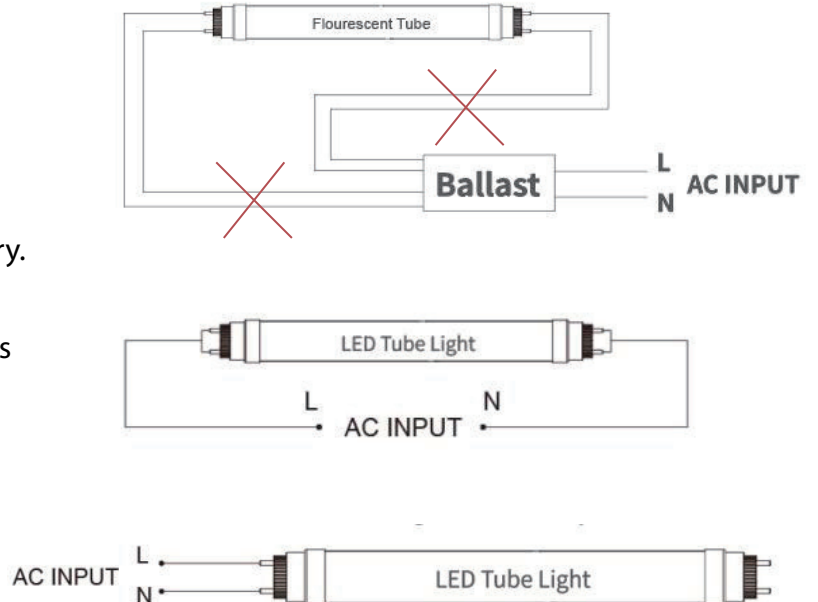 Flourescent Tube
Ballast
L
N
AC INPUT
ry.
s
LED Tube Light
L
N
AC INPUT
AC INPUT
L
N
LED Tube Light